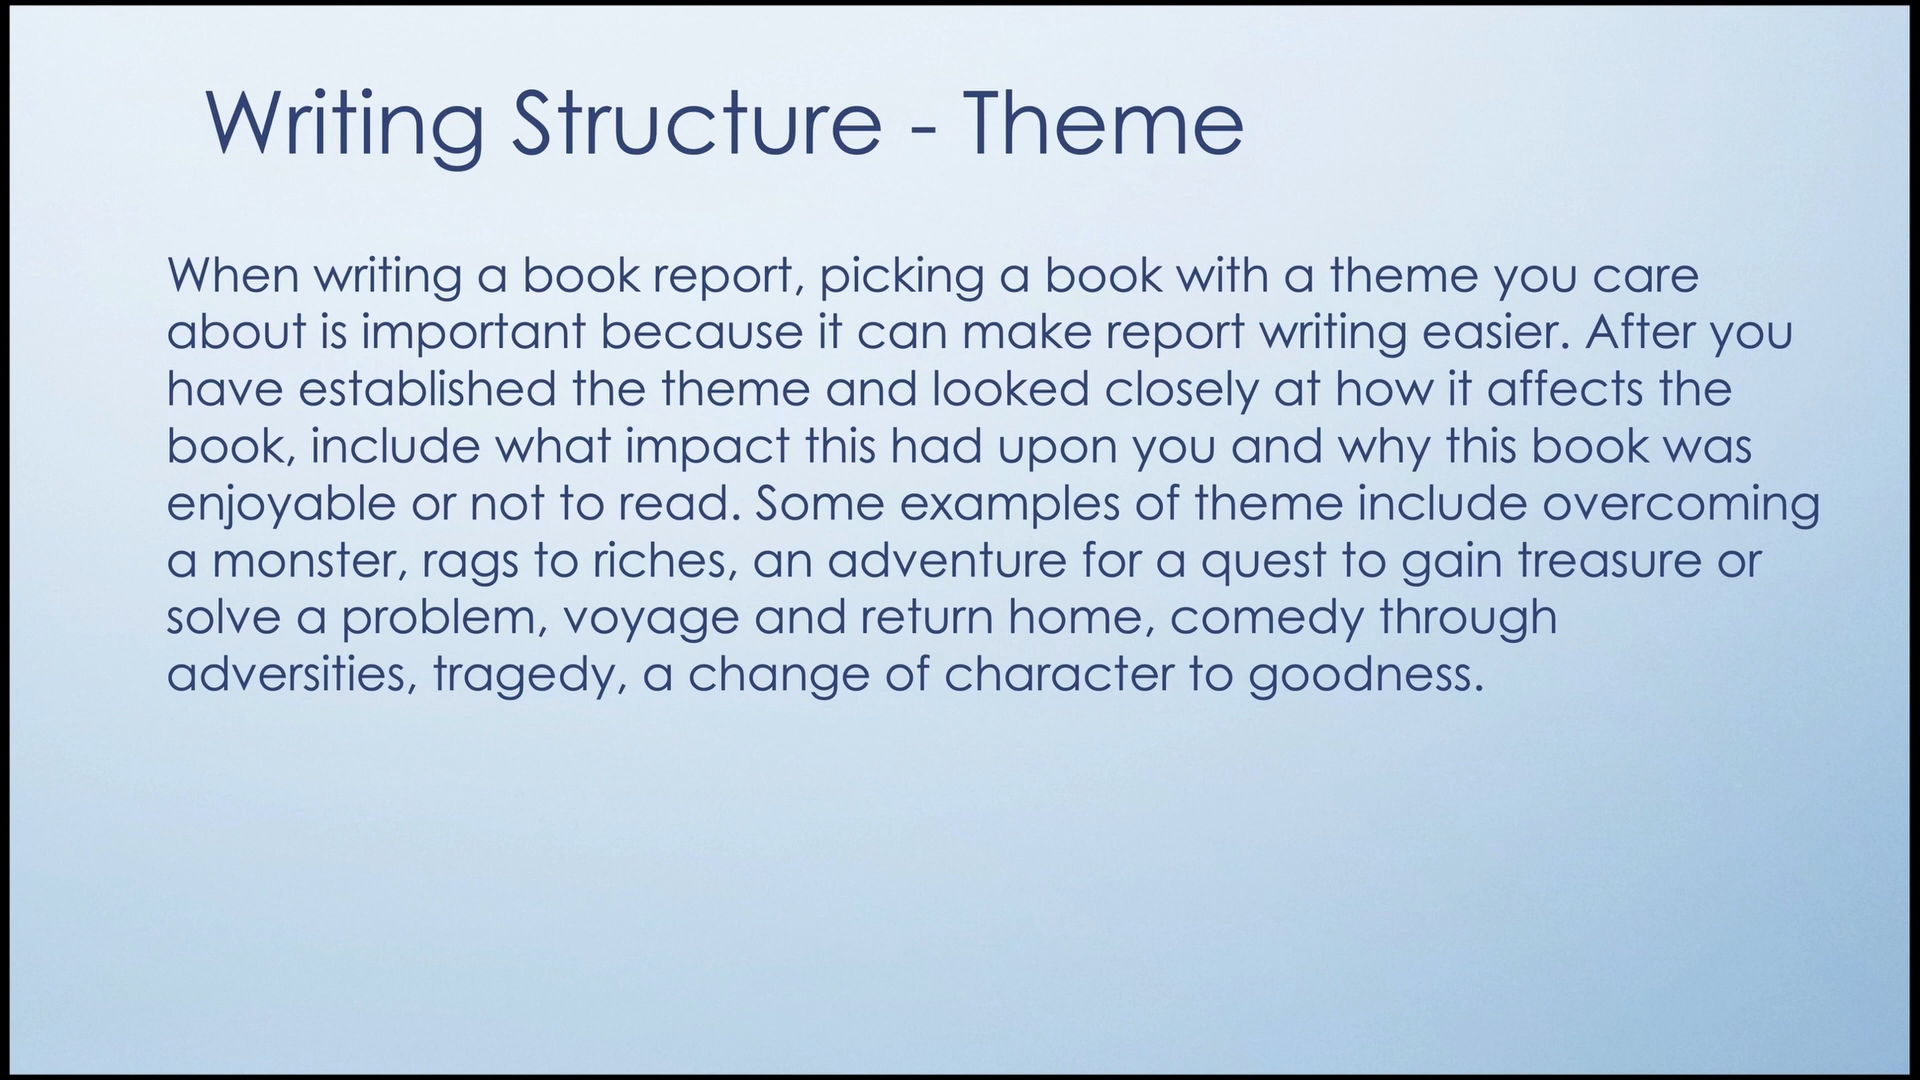 Writing Structure - Theme
When writing a book report, picking a book with a theme you care
about is important because it can make report writing easier. After you
have established the theme and looked closely at how it affects the
book, include what impact this had upon you and why this book was
enjoyable or not to read. Some examples of theme include overcoming
a monster, rags to riches, an adventure for a quest to gain treasure or
solve a problem, voyage and return home, comedy through
adversities, tragedy, a change of character to goodness.